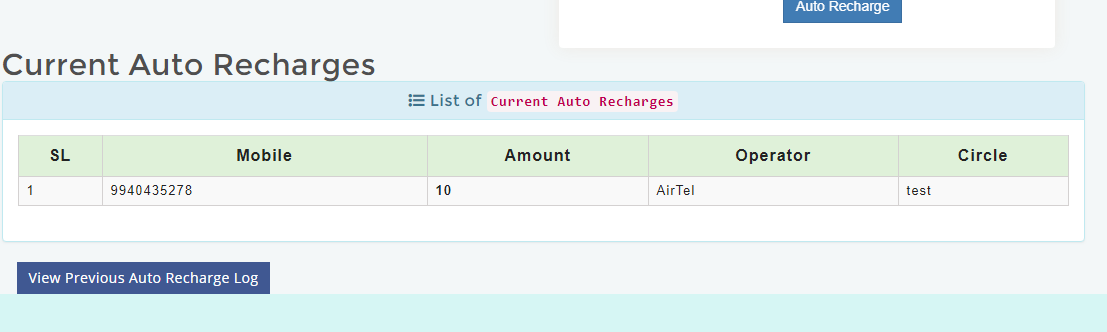 Auto Recharge
Current Auto Recharges
List of Current Auto Recharges
SL Mobile Amount Operator Circle
1 9940435278 10 AirTel test
View Previous Auto Recharge Log